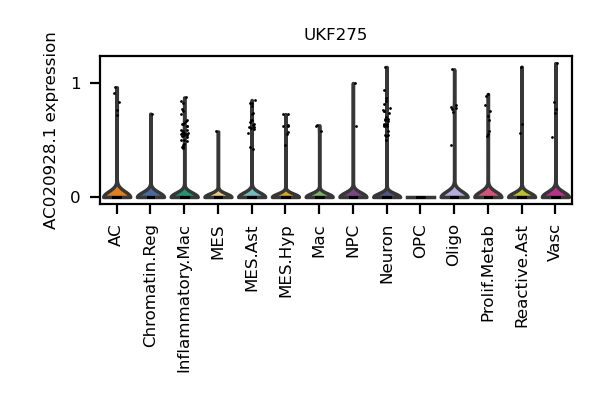 UKF275
AC020928.1 expression
1
0
AC
Chromatin.Reg
Inflammatory.Mac
MES
MES.Ast
MES.Hyp
Mac
NPC
Neuron
OPC
Oligo
Prolif.Metab
Reactive.Ast
Vasc